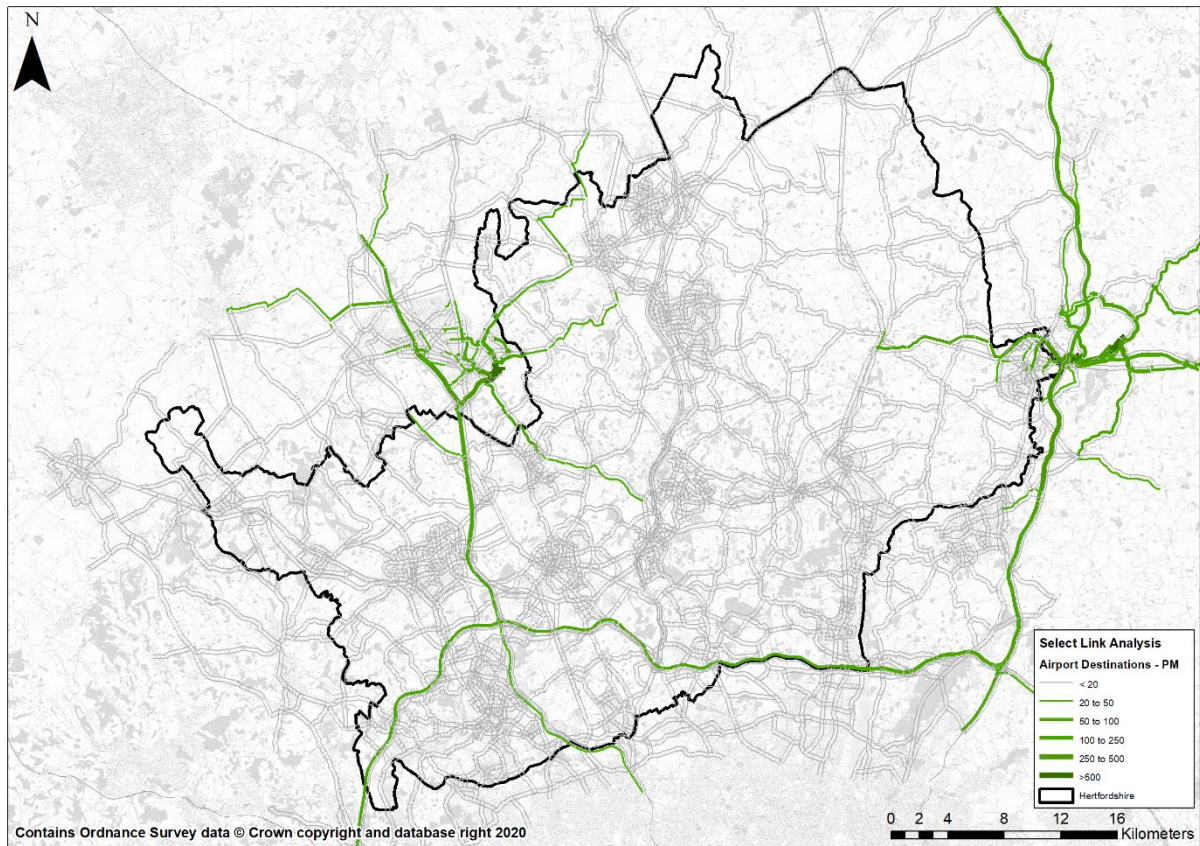 N
Select Link Analysis
Airport Destinations - PM
< 20
20 to 50
50 to 100
100 to 250
250 to 500
>500
Hertfordshire
Contains Ordnance Survey data © Crown copyright and database right 2020
0 2 4 8 12 16
Kilometers